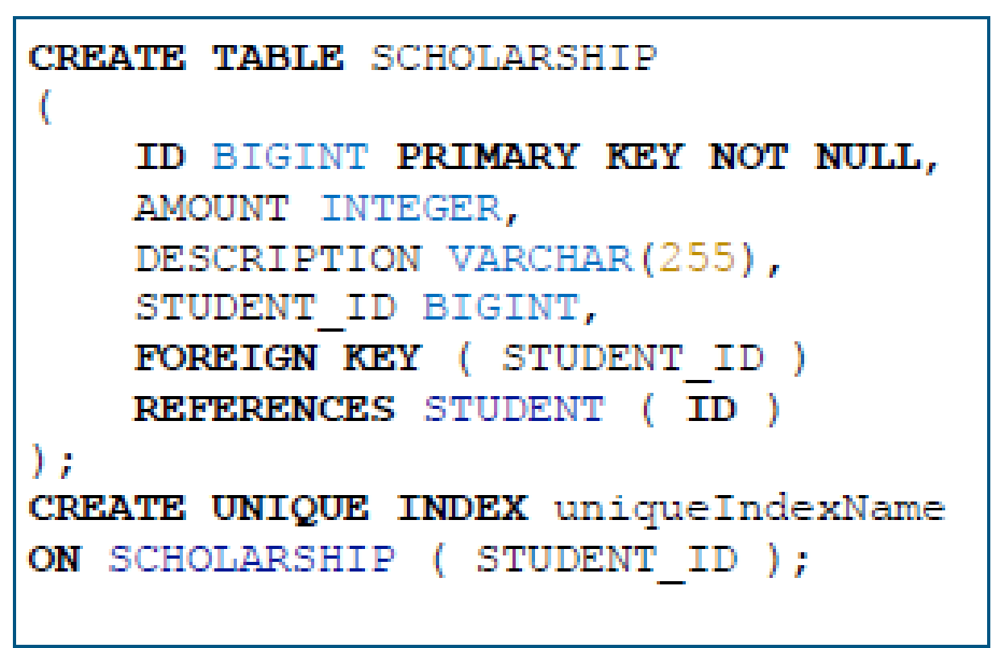 CREATE TABLE SCHOLARSHIP
(
ID BIGINT PRIMARY KEY NOT NULL,
AMOUNT INTEGER,
DESCRIPTION VARCHAR(255),
STUDENT_ID BIGINT,
FOREIGN KEY ( STUDENT_ID )
REFERENCES STUDENT ( ID )
);
CREATE UNIQUE INDEX uniqueIndexName
ON SCHOLARSHIP ( STUDENT_ID );